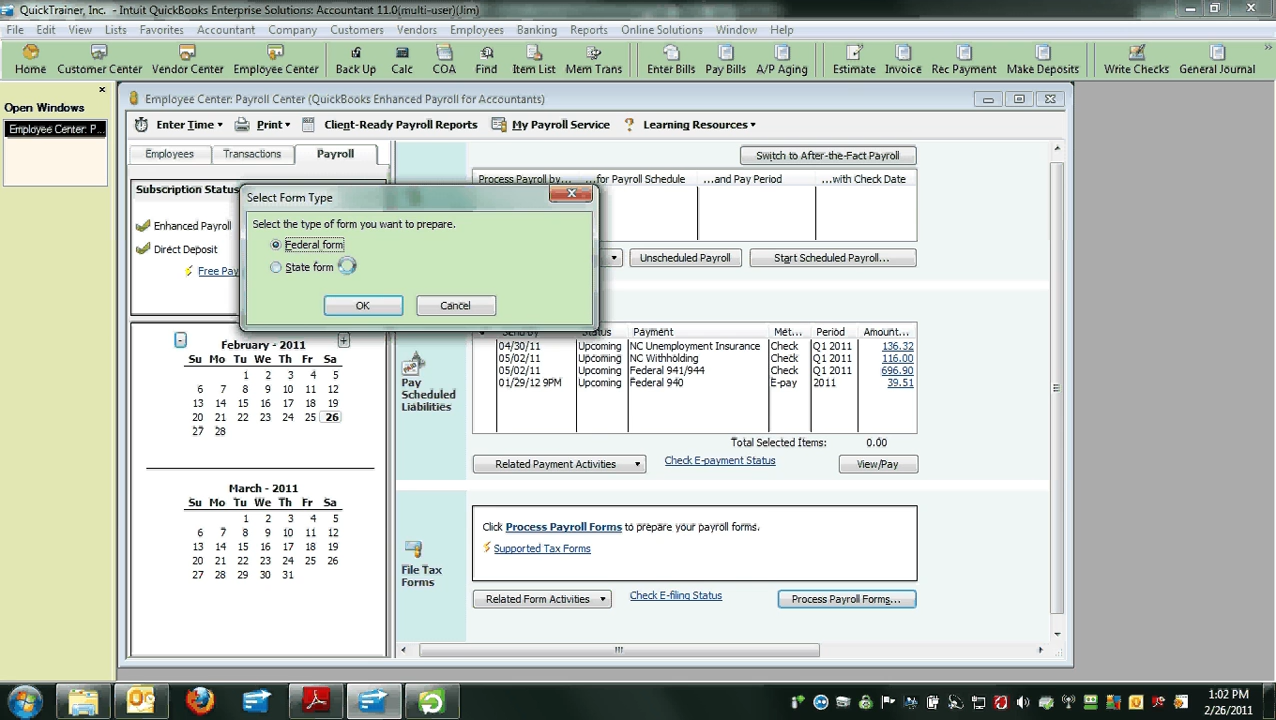 QuickTrainer, Inc. - Intuit QuickBooks Enterprise Solutions: Accountant 11.0(multi-user)(Jim)
File Edit View Lists Favorites Accountant Company Customers Vendors Employees Banking Reports Online Solutions Window Help
Home Customer Center Vendor Center Employee Center Back Up Calc COA Find Item List Mem Trans Enter Bills Pay Bills A/P Aging Estimate Invoice Rec Payment Make Deposits Write Checks General Journal
Open Windows
Employee Center: P...
Employee Center: Payroll Center (QuickBooks Enhanced Payroll for Accountants)
Enter Time Print Client-Ready Payroll Reports My Payroll Service ? Learning Resources
Employees Transactions Payroll
Switch to After-the-Fact Payroll
Subscription Status
Process Payroll by... ...for Payroll Schedule ...and Pay Period ...with Check Date
Enhanced Payroll
Direct Deposit
Free Pay
Unscheduled Payroll Start Scheduled Payroll...
Select Form Type
Select the type of form you want to prepare.
Federal form
State form
OK Cancel
February - 2011
Su Mo Tu We Th Fr Sa
1 2 3 4 5
6 7 8 9 10 11 12
13 14 15 16 17 18 19
20 21 22 23 24 25 26
27 28
March - 2011
Su Mo Tu We Th Fr Sa
1 2 3 4 5
6 7 8 9 10 11 12
13 14 15 16 17 18 19
20 21 22 23 24 25 26
27 28 29 30 31
Pay
Scheduled
Liabilities
Send By Status Payment Met... Period Amount...
04/30/11 Upcoming NC Unemployment Insurance Check Q1 2011 136.32
05/02/11 Upcoming NC Withholding Check Q1 2011 116.00
05/02/11 Upcoming Federal 941/944 Check Q1 2011 696.90
01/29/12 9PM Upcoming Federal 940 E-pay 2011 39.51
Total Selected Items: 0.00
Related Payment Activities Check E-payment Status View/Pay
File Tax
Forms
Click Process Payroll Forms to prepare your payroll forms.
Supported Tax Forms
Related Form Activities Check E-filing Status Process Payroll Forms...
1:02 PM
2/26/2011